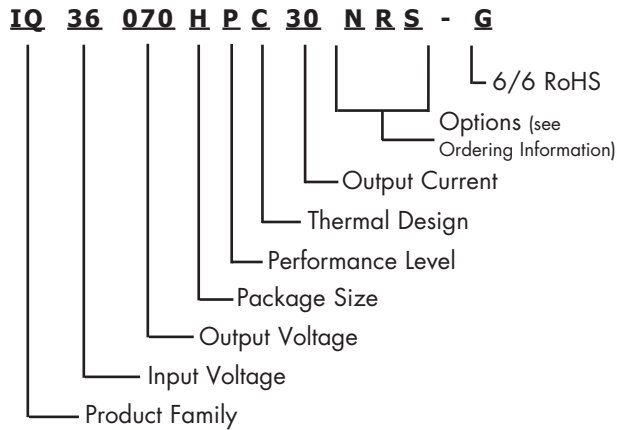 IQ 36 070 H P C 30 N R S - G
6/6 RoHS
Options (see
Ordering Information)
Output Current
Thermal Design
Performance Level
Package Size
Output Voltage
Input Voltage
Product Family